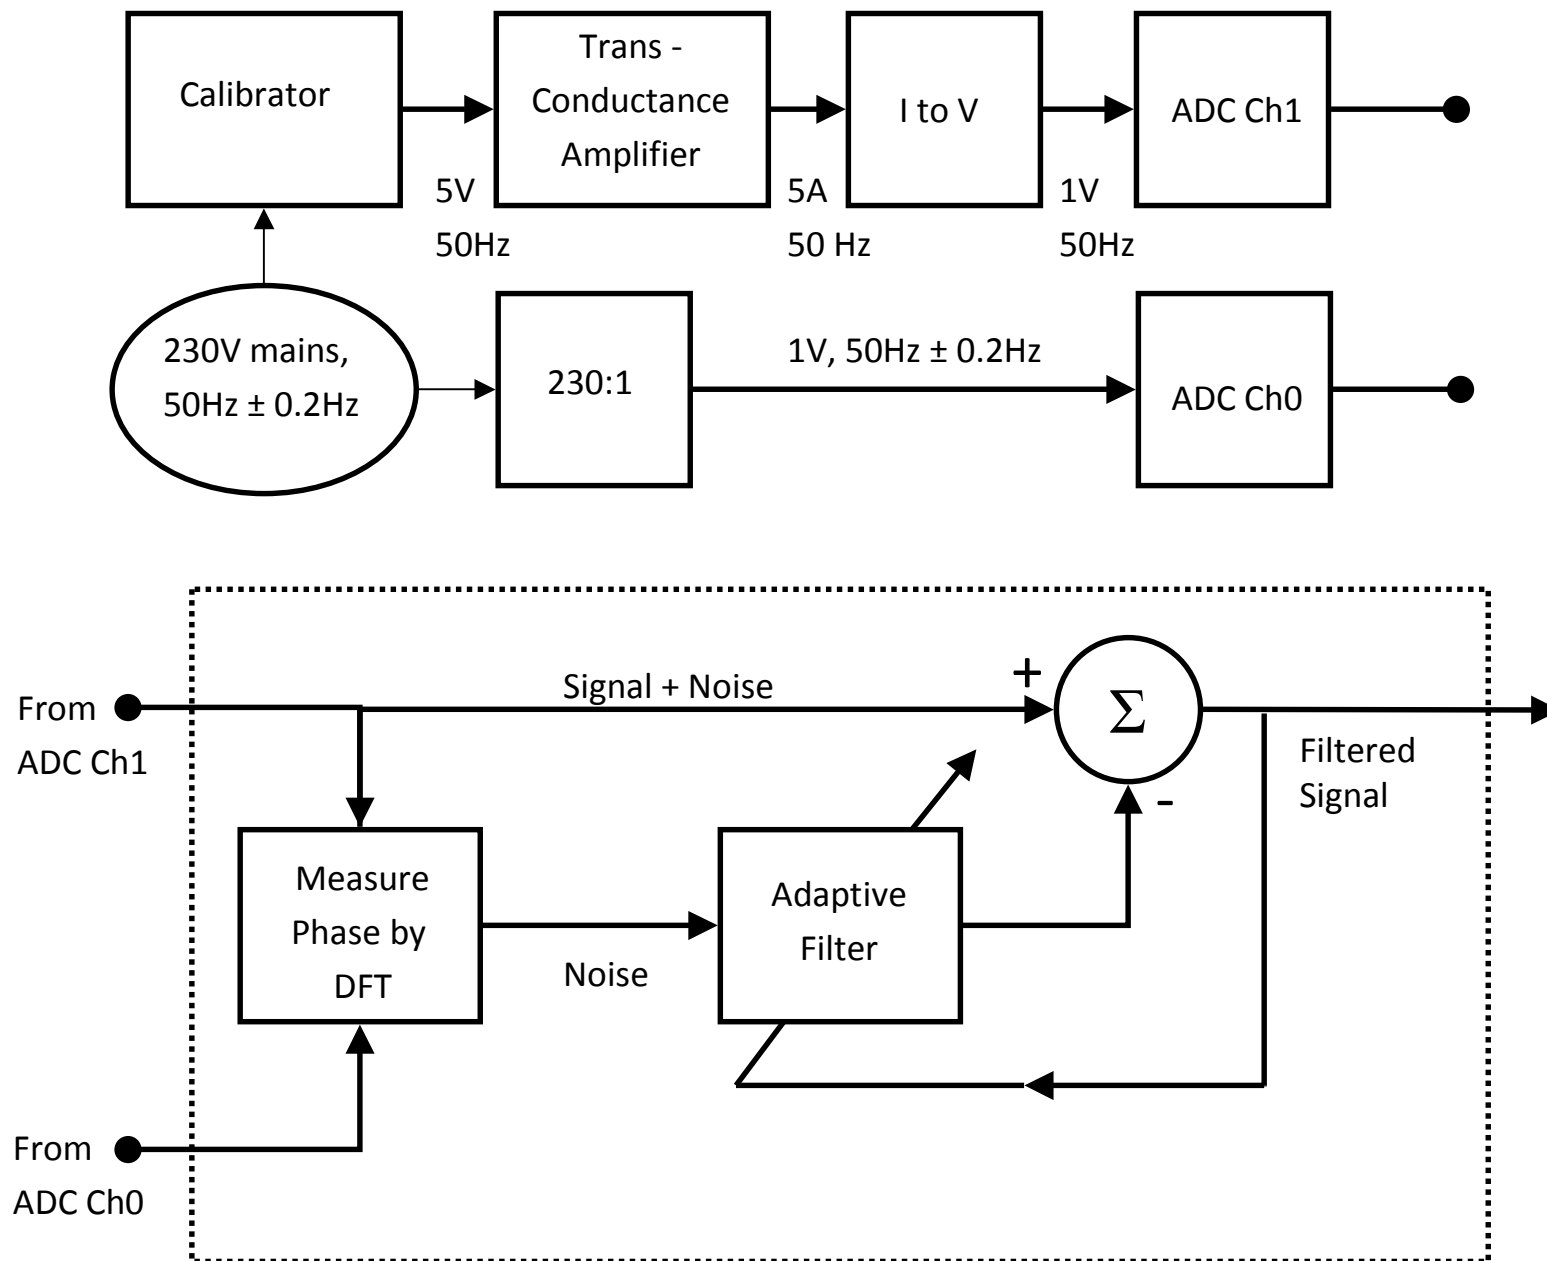 Calibrator
Trans -
Conductance
Amplifier
I to V
ADC Ch1
5V
50Hz
5A
50 Hz
1V
50Hz
230V mains,
50Hz ± 0.2Hz
230:1
1V, 50Hz ± 0.2Hz
ADC Ch0
From
ADC Ch1
Signal + Noise
+
Σ
-
Filtered
Signal
Measure
Phase by
DFT
Noise
Adaptive
Filter
From
ADC Ch0